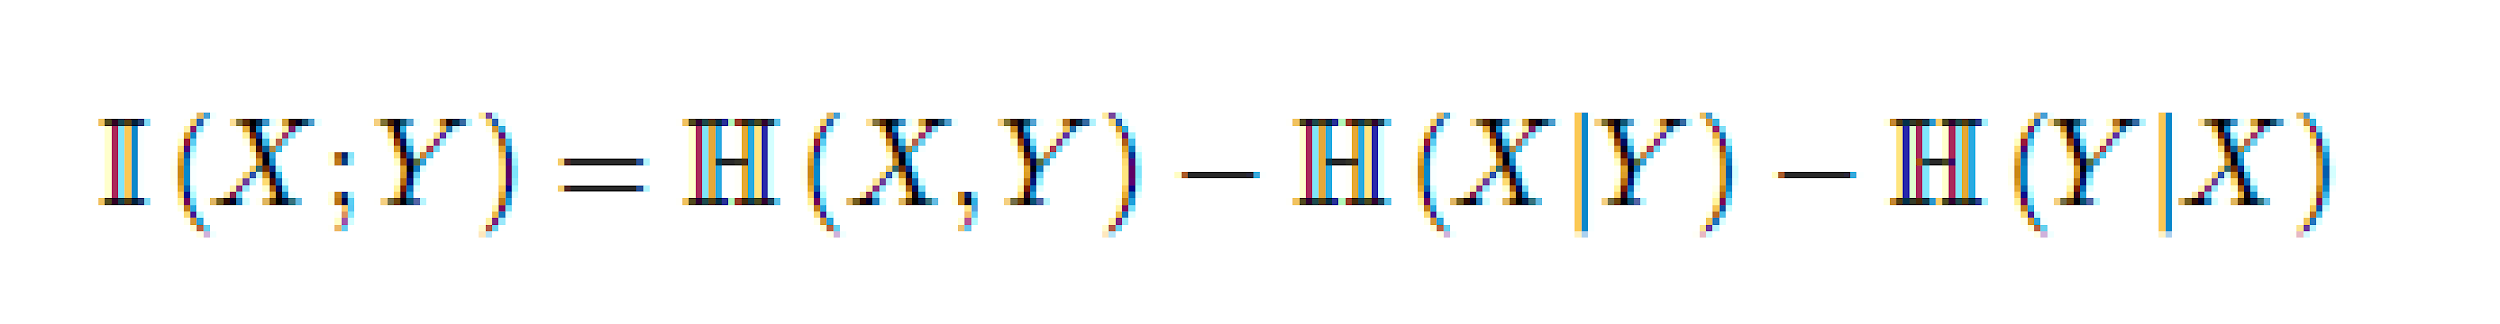 𝕀(X;Y) = ℍ(X,Y) − ℍ(X|Y) − ℍ(Y|X)